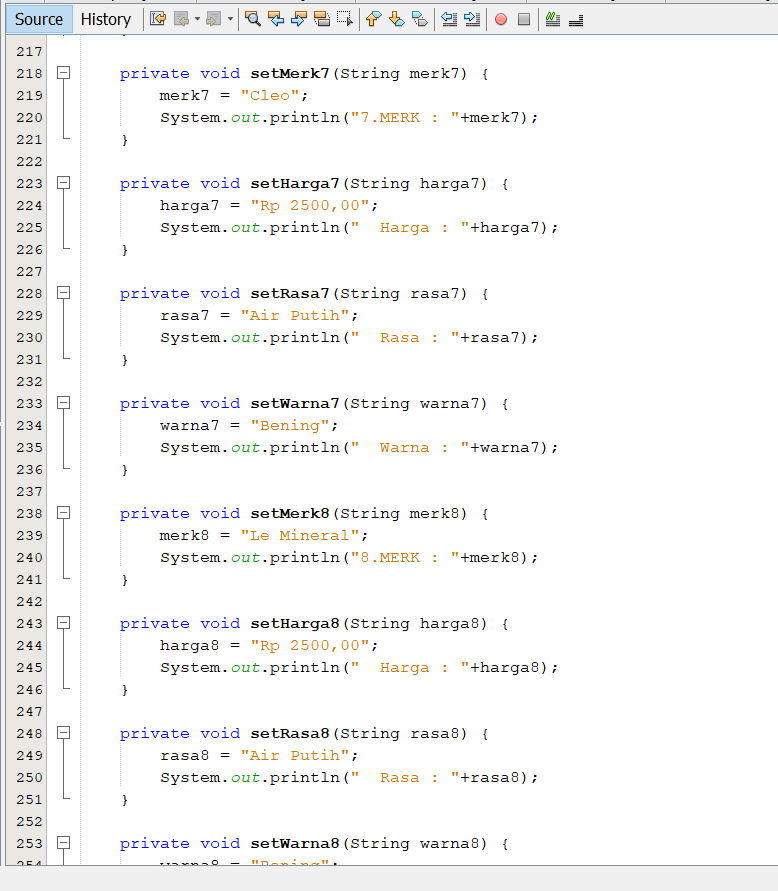 Source History
217
218 private void setMerk7(String merk7) {
219 merk7 = "Cleo";
220 System.out.println("7.MERK : "+merk7);
221 }
222
223 private void setHarga7(String harga7) {
224 harga7 = "Rp 2500,00";
225 System.out.println("  Harga : "+harga7);
226 }
227
228 private void setRasa7(String rasa7) {
229 rasa7 = "Air Putih";
230 System.out.println("  Rasa : "+rasa7);
231 }
232
233 private void setWarna7(String warna7) {
234 warna7 = "Bening";
235 System.out.println("  Warna : "+warna7);
236 }
237
238 private void setMerk8(String merk8) {
239 merk8 = "Le Mineral";
240 System.out.println("8.MERK : "+merk8);
241 }
242
243 private void setHarga8(String harga8) {
244 harga8 = "Rp 2500,00";
245 System.out.println("  Harga : "+harga8);
246 }
247
248 private void setRasa8(String rasa8) {
249 rasa8 = "Air Putih";
250 System.out.println("  Rasa : "+rasa8);
251 }
252
253 private void setWarna8(String warna8) {
254 warna8 = "Bening";